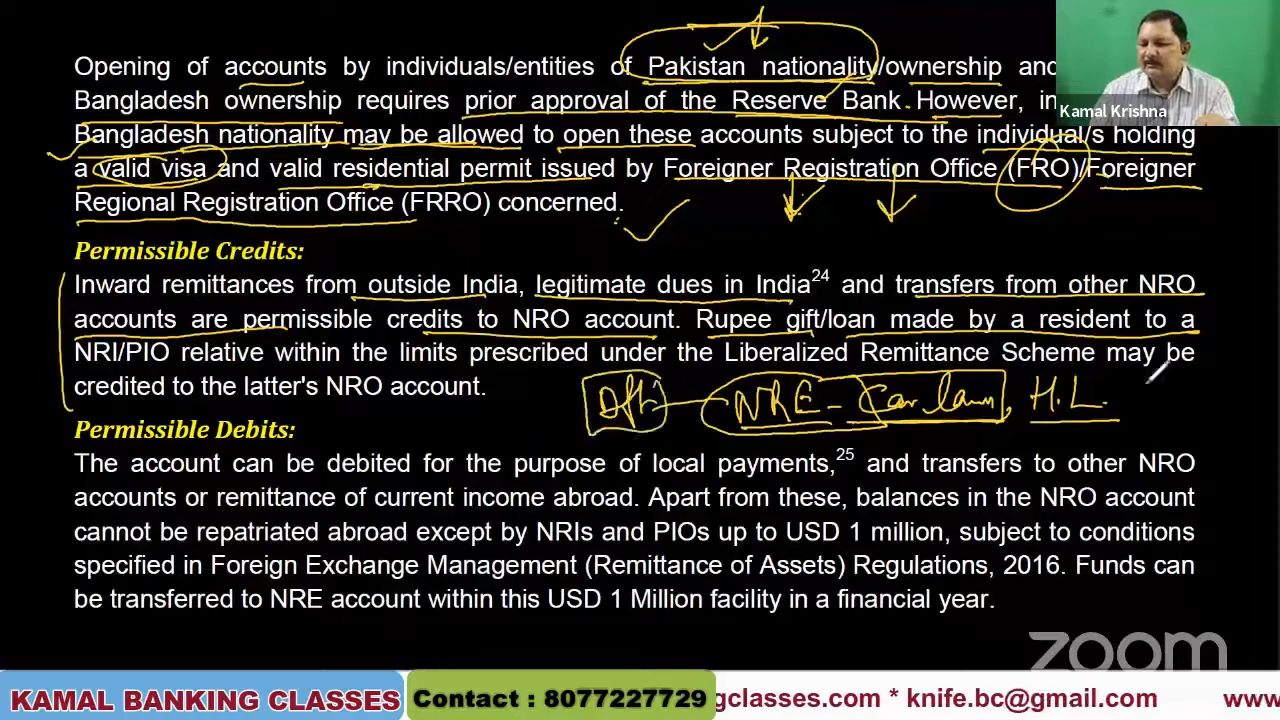 Opening of accounts by individuals/entities of Pakistan nationality/ownership and
Bangladesh ownership requires prior approval of the Reserve Bank. However, in
Kamal Krishna
Bangladesh nationality may be allowed to open these accounts subject to the individual/s holding
a valid visa and valid residential permit issued by Foreigner Registration Office (FRO)/Foreigner
Regional Registration Office (FRRO) concerned.
Permissible Credits:
Inward remittances from outside India, legitimate dues in India24 and transfers from other NRO
accounts are permissible credits to NRO account. Rupee gift/loan made by a resident to a
NRI/PIO relative within the limits prescribed under the Liberalized Remittance Scheme may be
credited to the latter's NRO account.
NRE - Car loan, H.L.
Permissible Debits:
The account can be debited for the purpose of local payments,25 and transfers to other NRO
accounts or remittance of current income abroad. Apart from these, balances in the NRO account
cannot be repatriated abroad except by NRIs and PIOs up to USD 1 million, subject to conditions
specified in Foreign Exchange Management (Remittance of Assets) Regulations, 2016. Funds can
be transferred to NRE account within this USD 1 Million facility in a financial year.
zoom
KAMAL BANKING CLASSES Contact : 8077227729 gclasses.com * knife.bc@gmail.com www